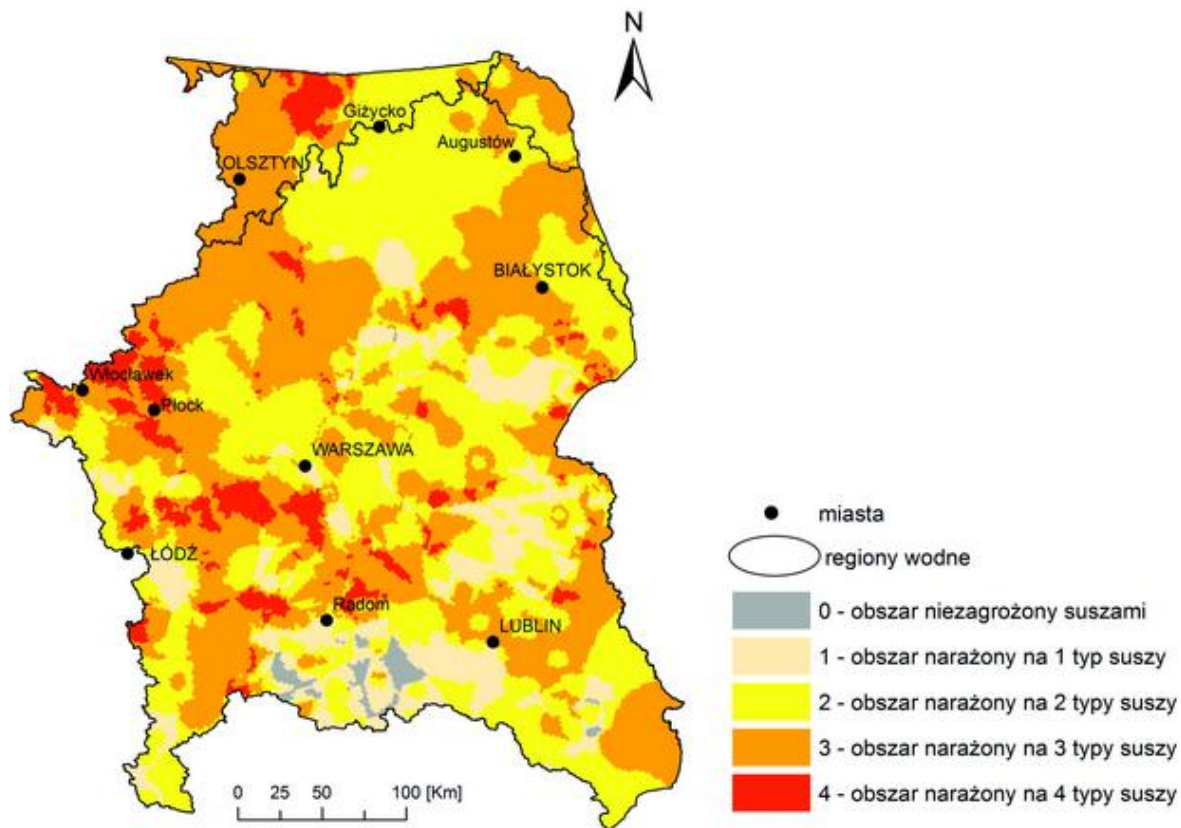 N
Giżycko
Augustów
OLSZTYN
BIAŁYSTOK
Włocławek
Płock
WARSZAWA
ŁÓDŹ
Radom
LUBLIN
0 25 50 100 [Km]
miasta
regiony wodne
0 - obszar niezagrożony suszami
1 - obszar narażony na 1 typ suszy
2 - obszar narażony na 2 typy suszy
3 - obszar narażony na 3 typy suszy
4 - obszar narażony na 4 typy suszy